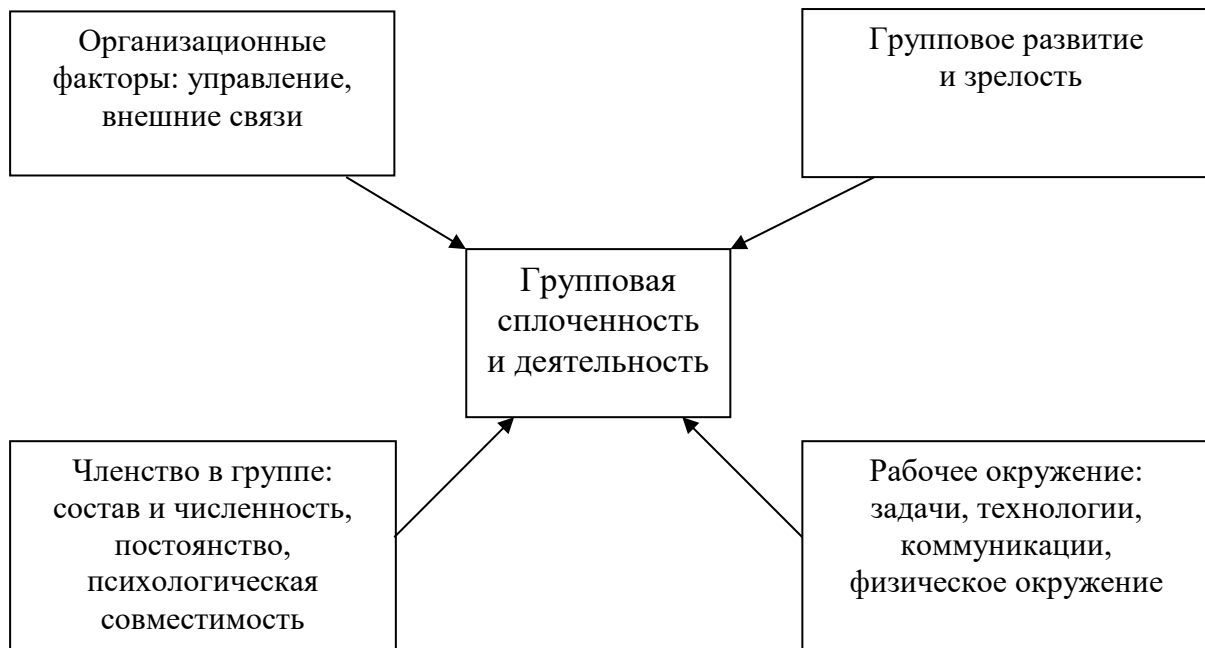 Организационные
факторы: управление,
внешние связи
Групповое развитие
и зрелость
Групповая
сплоченность
и деятельность
Членство в группе:
состав и численность,
постоянство,
психологическая
совместимость
Рабочее окружение:
задачи, технологии,
коммуникации,
физическое окружение